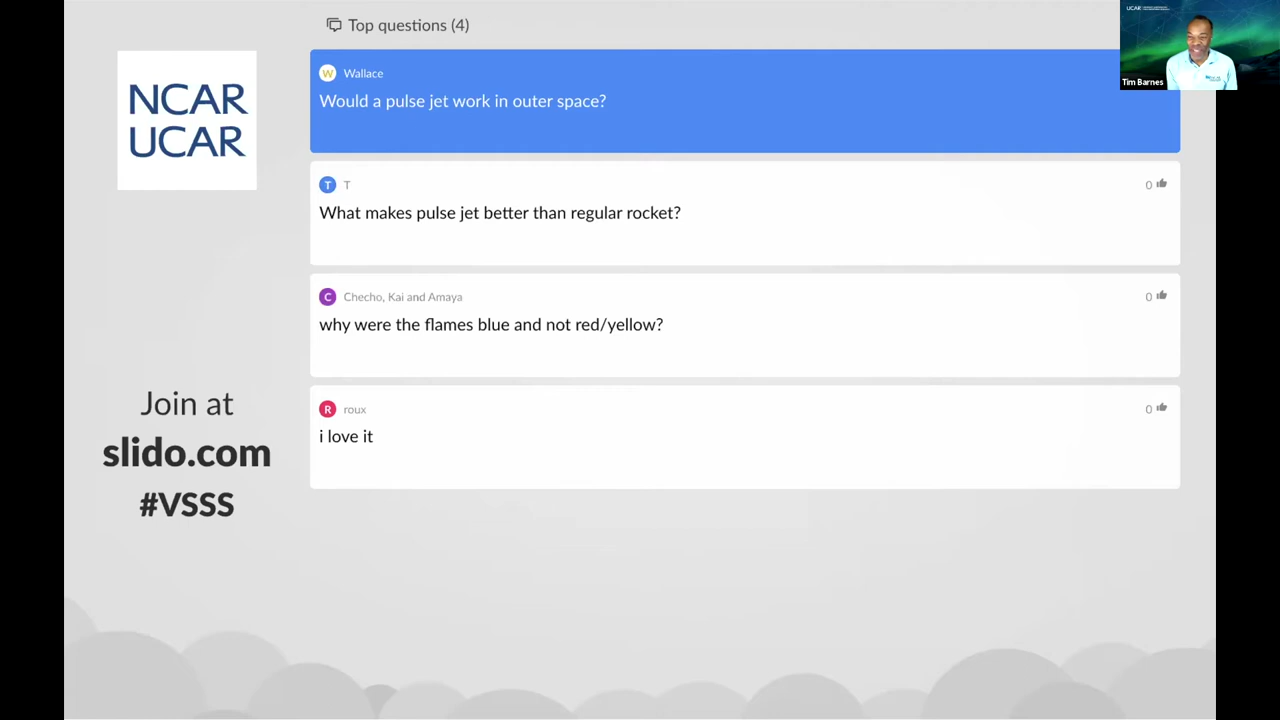 Top questions (4)
UCAR
Tim Barnes
NCAR
UCAR
W
Wallace
Would a pulse jet work in outer space?
T
T
0
What makes pulse jet better than regular rocket?
C
Checho, Kai and Amaya
0
why were the flames blue and not red/yellow?
R
roux
0
i love it
Join at
slido.com
#VSSS